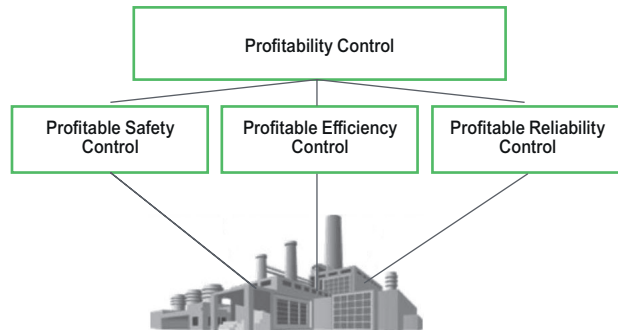 Profitability Control
Profitable Safety
Control
Profitable Efficiency
Control
Profitable Reliability
Control